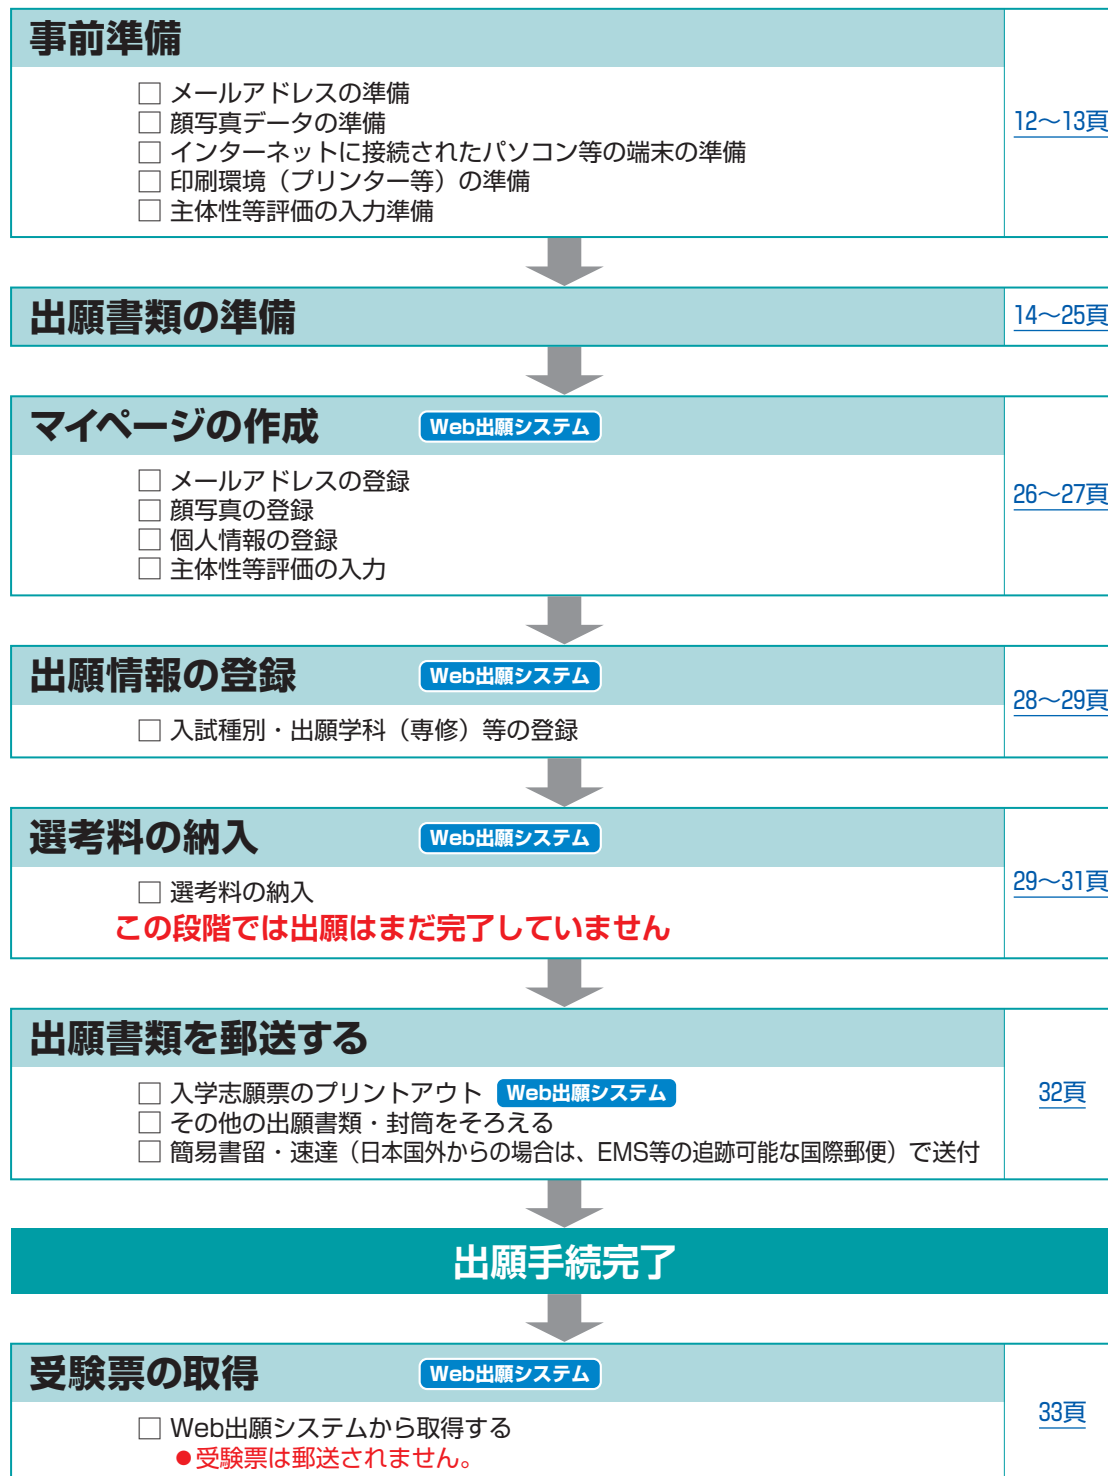 事前準備
□ メールアドレスの準備
□ 顔写真データの準備
□ インターネットに接続されたパソコン等の端末の準備
□ 印刷環境（プリンター等）の準備
□ 主体性等評価の入力準備
12～13頁
出願書類の準備
14～25頁
マイページの作成 Web出願システム
□ メールアドレスの登録
□ 顔写真の登録
□ 個人情報の登録
□ 主体性等評価の入力
26～27頁
出願情報の登録 Web出願システム
□ 入試種別・出願学科（専修）等の登録
28～29頁
選考料の納入 Web出願システム
□ 選考料の納入
この段階では出願はまだ完了していません
29～31頁
出願書類を郵送する
□ 入学志願票のプリントアウト Web出願システム
□ その他の出願書類・封筒をそろえる
□ 簡易書留・速達（日本国外からの場合は、EMS等の追跡可能な国際郵便）で送付
32頁
出願手続完了
受験票の取得 Web出願システム
□ Web出願システムから取得する
●受験票は郵送されません。
33頁